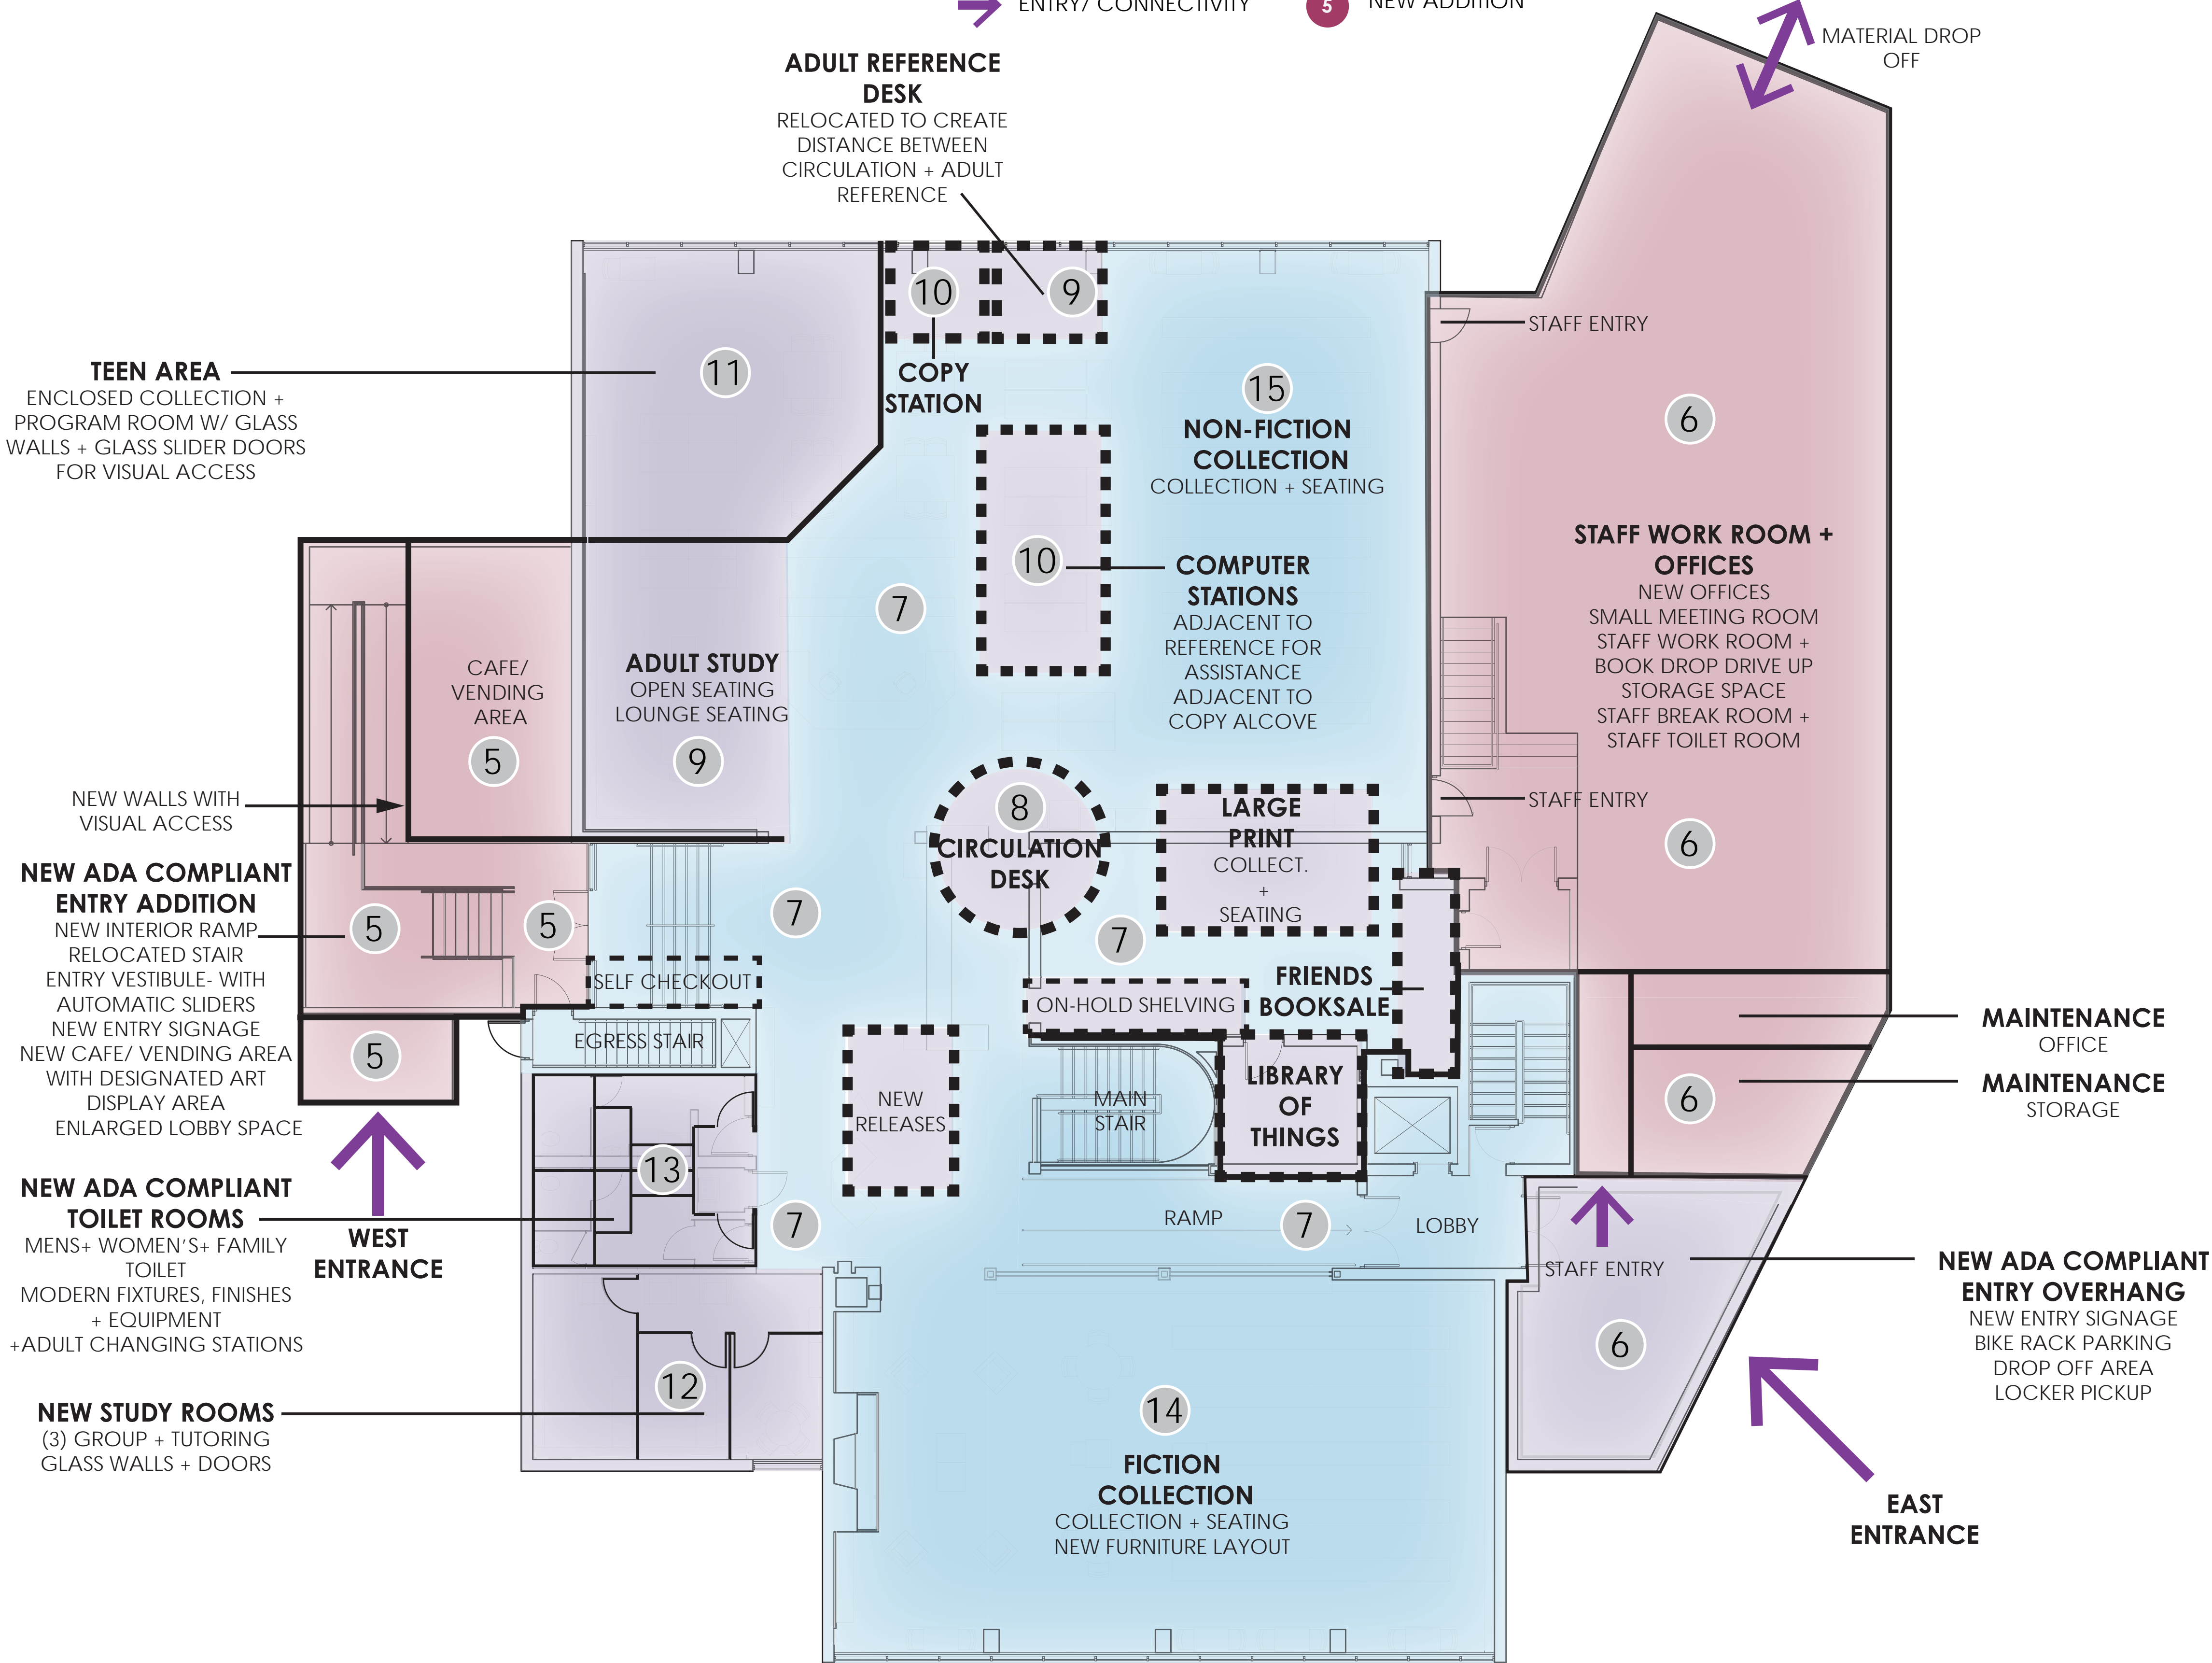 ENTRY/ CONNECTIVITY
5
NEW ADDITION
MATERIAL DROP
OFF
ADULT REFERENCE
DESK
RELOCATED TO CREATE
DISTANCE BETWEEN
CIRCULATION + ADULT
REFERENCE
10
9
COPY
STATION
STAFF ENTRY
TEEN AREA
ENCLOSED COLLECTION +
PROGRAM ROOM W/ GLASS
WALLS + GLASS SLIDER DOORS
FOR VISUAL ACCESS
11
15
NON-FICTION
COLLECTION
COLLECTION + SEATING
6
STAFF WORK ROOM +
OFFICES
NEW OFFICES
SMALL MEETING ROOM
STAFF WORK ROOM +
BOOK DROP DRIVE UP
STORAGE SPACE
STAFF BREAK ROOM +
STAFF TOILET ROOM
10
COMPUTER
STATIONS
ADJACENT TO
REFERENCE FOR
ASSISTANCE
ADJACENT TO
COPY ALCOVE
7
CAFE/
VENDING
AREA
5
ADULT STUDY
OPEN SEATING
LOUNGE SEATING
9
NEW WALLS WITH
VISUAL ACCESS
8
CIRCULATION
DESK
LARGE
PRINT
COLLECT.
+
SEATING
STAFF ENTRY
6
NEW ADA COMPLIANT
ENTRY ADDITION
NEW INTERIOR RAMP
RELOCATED STAIR
ENTRY VESTIBULE- WITH
AUTOMATIC SLIDERS
NEW ENTRY SIGNAGE
NEW CAFE/ VENDING AREA
WITH DESIGNATED ART
DISPLAY AREA
ENLARGED LOBBY SPACE
5
5
5
7
7
SELF CHECKOUT
ON-HOLD SHELVING
FRIENDS
BOOKSALE
EGRESS STAIR
MAINTENANCE
OFFICE
MAINTENANCE
STORAGE
6
NEW
RELEASES
MAIN
STAIR
LIBRARY
OF
THINGS
13
NEW ADA COMPLIANT
TOILET ROOMS
MENS+ WOMEN'S+ FAMILY
TOILET
MODERN FIXTURES, FINISHES
+ EQUIPMENT
+ADULT CHANGING STATIONS
WEST
ENTRANCE
7
RAMP
7
LOBBY
STAFF ENTRY
NEW ADA COMPLIANT
ENTRY OVERHANG
NEW ENTRY SIGNAGE
BIKE RACK PARKING
DROP OFF AREA
LOCKER PICKUP
6
NEW STUDY ROOMS
(3) GROUP + TUTORING
GLASS WALLS + DOORS
12
14
FICTION
COLLECTION
COLLECTION + SEATING
NEW FURNITURE LAYOUT
EAST
ENTRANCE